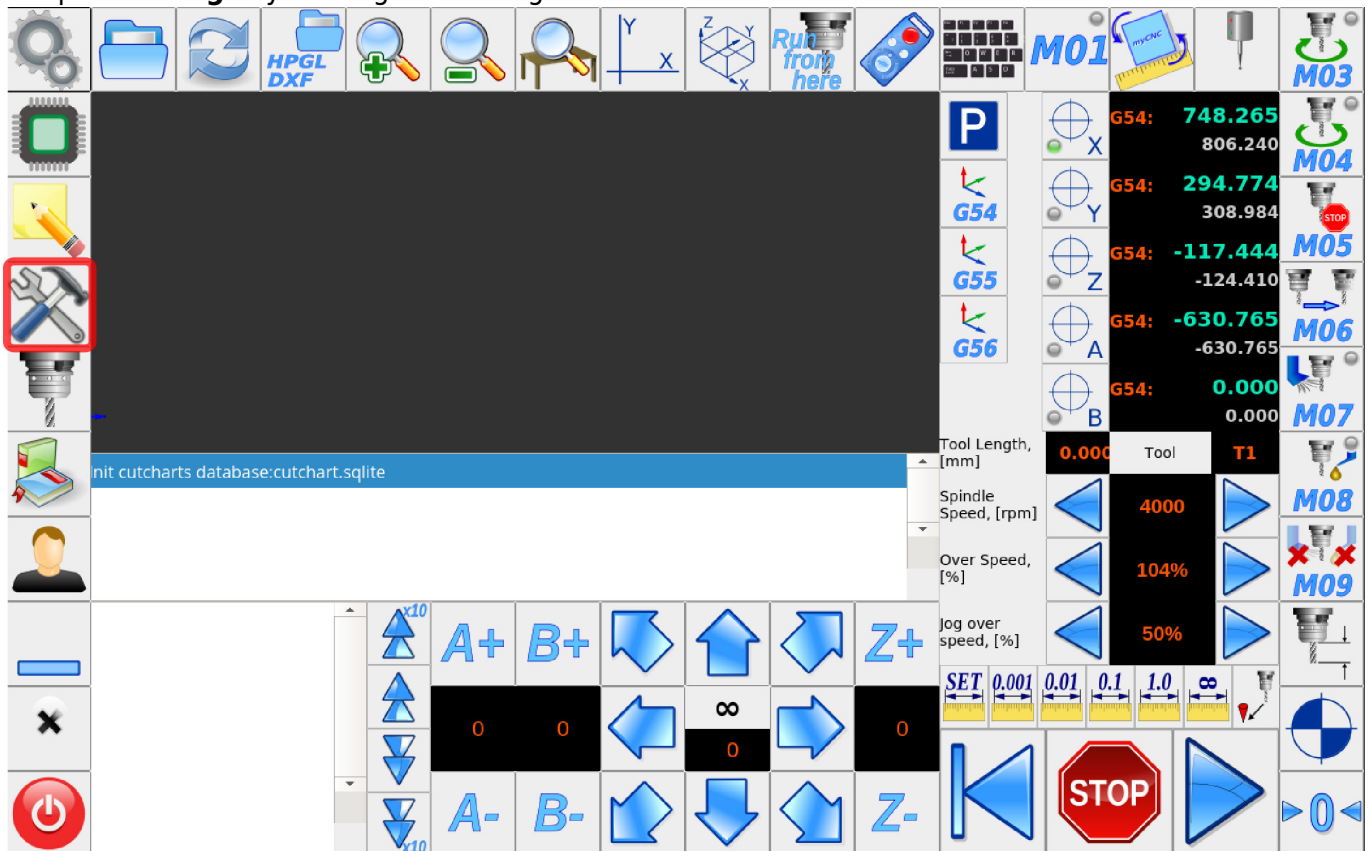 HPGL
DXF
Y
X
Z
Y
X
Run
from
here
Q W E R
A S D
M01
myCNC
M03
P
X
G54:
748.265
806.240
M04
G54
Y
G54:
294.774
308.984
STOP
M05
G55
Z
G54:
-117.444
-124.410
M06
G56
A
G54:
-630.765
-630.765
B
G54:
0.000
0.000
M07
Init cutcharts database:cutchart.sqlite
Tool Length,
[mm]
0.000
Tool
T1
Spindle
Speed, [rpm]
4000
M08
Over Speed,
[%]
104%
M09
Jog over
speed, [%]
50%
x10
A+
B+
Z+
SET
0.001
0.01
0.1
1.0
∞
0
0
∞
0
0
STOP
A-
B-
Z-
x10
0